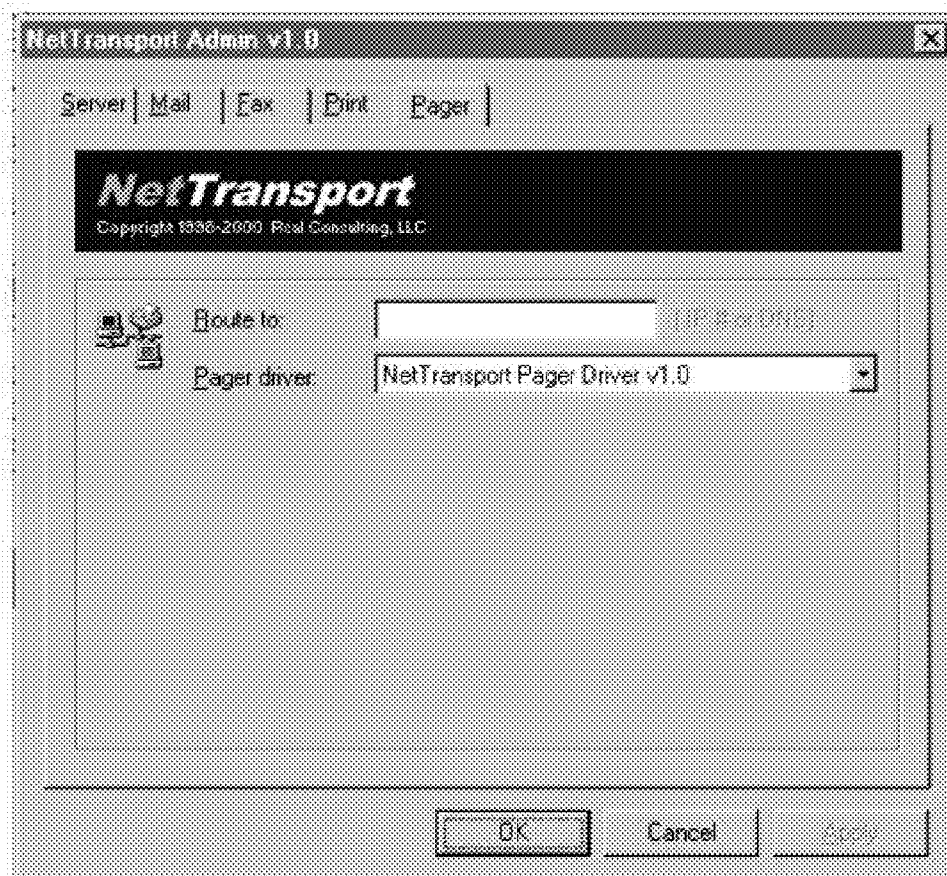 NetTransport Admin v1.0
Server Mail Fax Print Pager
NetTransport
Copyright 1998-2000 Real Consulting, LLC
Route to:
Pager driver: NetTransport Pager Driver v1.0
OK Cancel Apply